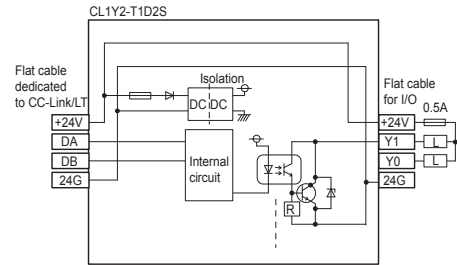 CL1Y2-T1D2S
Flat cable
dedicated
to CC-Link/LT
+24V
DA
DB
24G
Isolation
DC DC
Internal
circuit
R
Flat cable
for I/O
0.5A
+24V
Y1
L
Y0
L
24G